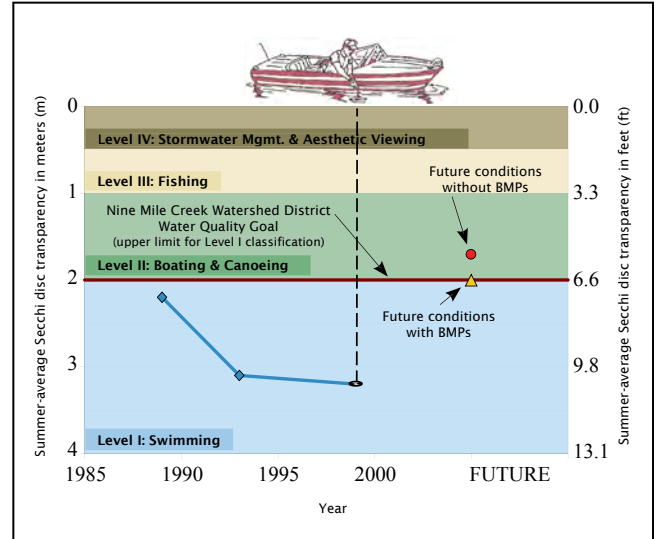 0
0.0
Level IV: Stormwater Mgmt. & Aesthetic Viewing
Level III: Fishing
Future conditions
without BMPs
1
3.3
Nine Mile Creek Watershed District
Water Quality Goal
(upper limit for Level I classification)
Level II: Boating & Canoeing
2
6.6
Future conditions
with BMPs
3
9.8
Level I: Swimming
4
13.1
1985
1990
1995
2000
FUTURE
Year
Summer-average Secchi disc transparency in meters (m)
Summer-average Secchi disc transparency in feet (ft)